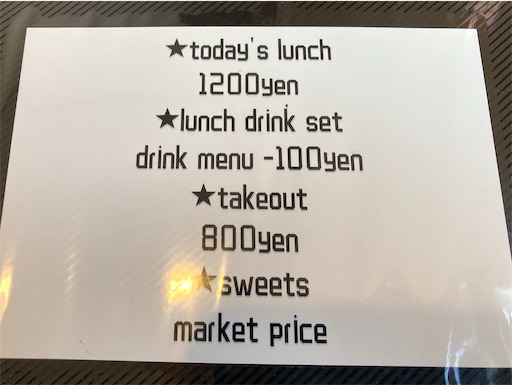 ★today's lunch
1200yen
★lunch drink set
drink menu -100yen
★takeout
800yen
★sweets
market price